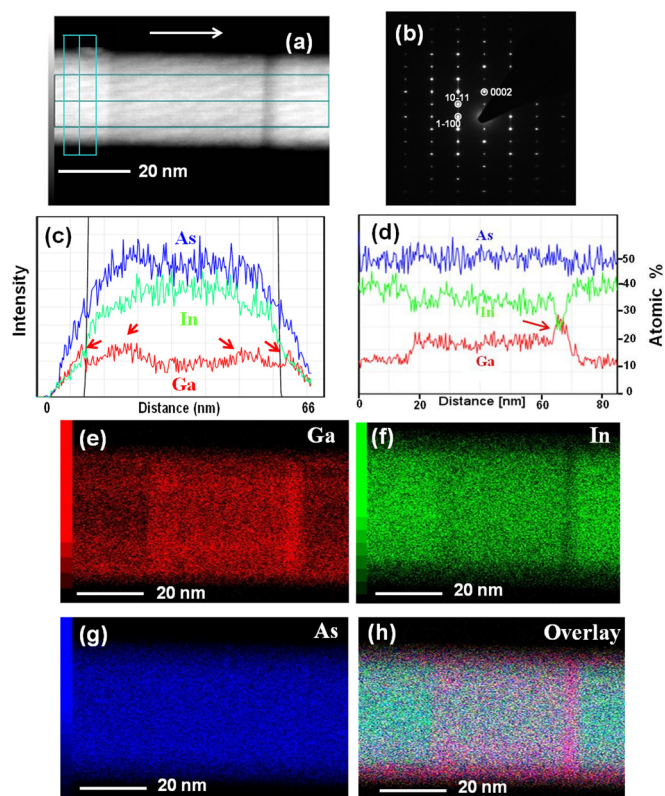 (a)
20 nm
(b)
0002
10-11
1-100
(c)
As
In
Ga
Intensity
0
Distance (nm)
66
(d)
As
In
Ga
50
40
30
20
10
0
Atomic %
0
20
40
60
80
Distance [nm]
(e)
Ga
20 nm
(f)
In
20 nm
(g)
As
20 nm
(h)
Overlay
20 nm